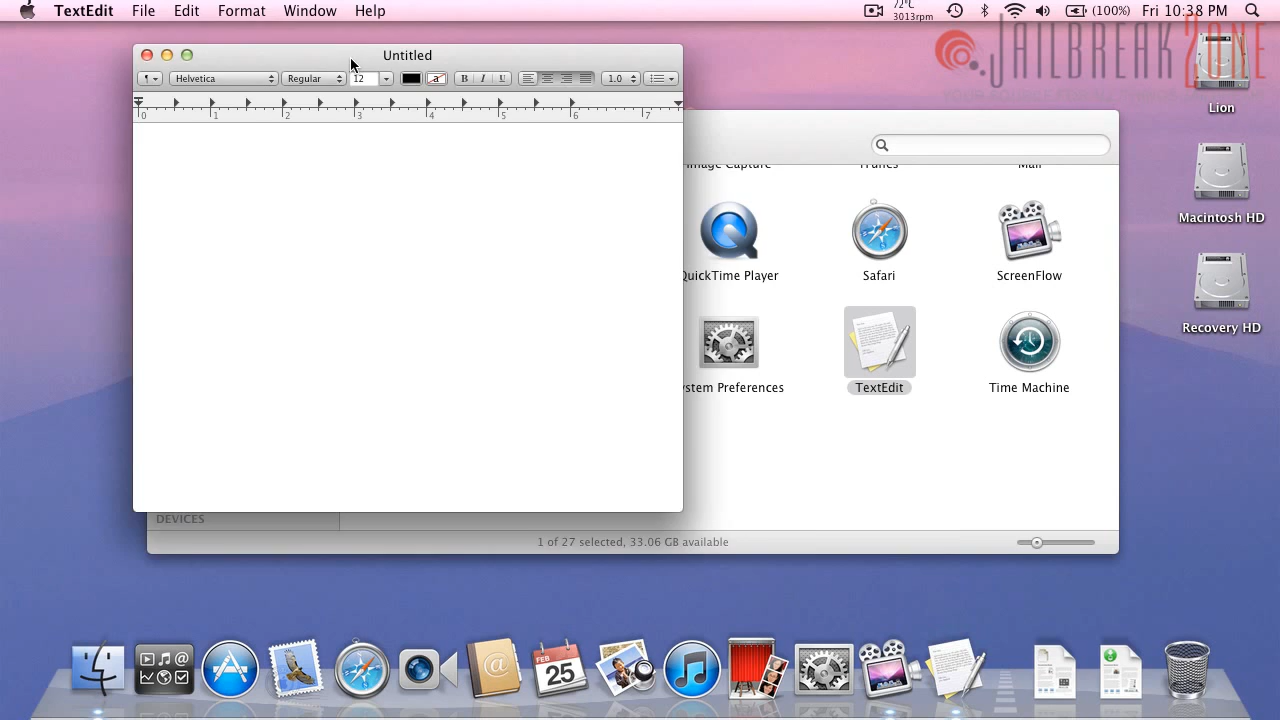 TextEdit File Edit Format Window Help
72°C
3013rpm
(100%) Fri 10:38 PM
JAILBREAK ZONE
Untitled
Helvetica Regular 12 a B I U 1.0
0 1 2 3 4 5 6 7
Lion
Image Capture iTunes Mail
Macintosh HD
QuickTime Player Safari ScreenFlow
Recovery HD
System Preferences TextEdit Time Machine
DEVICES
1 of 27 selected, 33.06 GB available
FEB
25